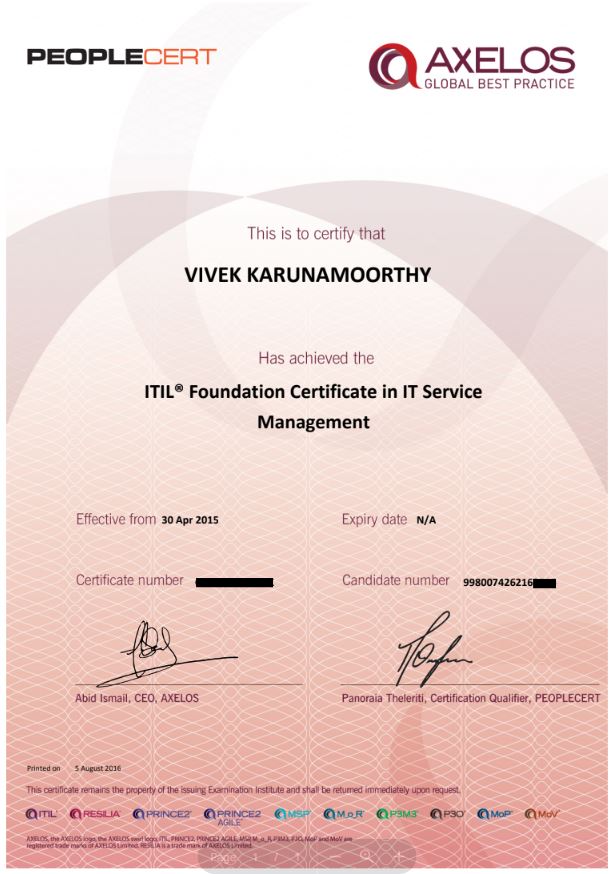 PEOPLECERT
AXELOS
GLOBAL BEST PRACTICE
This is to certify that
VIVEK KARUNAMOORTHY
Has achieved the
ITIL® Foundation Certificate in IT Service
Management
Effective from 30 Apr 2015
Expiry date N/A
Certificate number
Candidate number 998007426216
Abid Ismail, CEO, AXELOS
Panoraia Theleriti, Certification Qualifier, PEOPLECERT
Printed on 5 August 2016
This certificate remains the property of the issuing Examination Institute and shall be returned immediately upon request.
ITIL® RESILIA PRINCE2 PRINCE2 AGILE MSP M_o_R P3M3 P3O MoP MoV
AXELOS, the AXELOS logo, the AXELOS swirl logo, ITIL, PRINCE2, PRINCE2 AGILE, MSP, M_o_R, P3M3, P3O, MoP and MoV are
registered trade marks of AXELOS Limited. RESILIA is a trade mark of AXELOS Limited.
Page 1 / 1